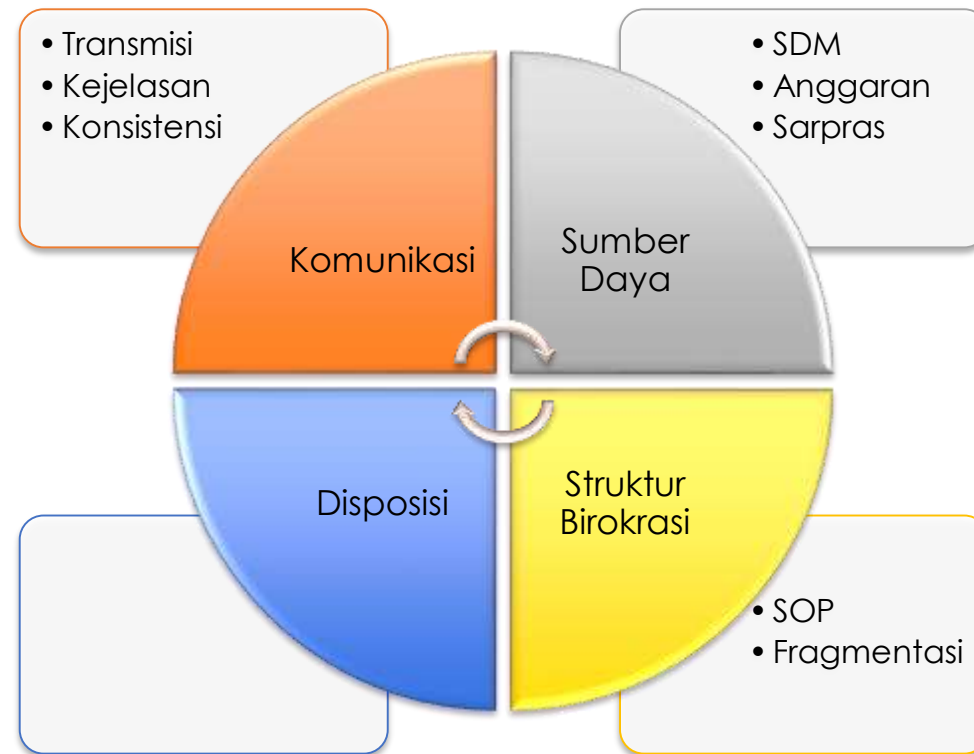 • Transmisi
• Kejelasan
• Konsistensi
• SDM
• Anggaran
• Sarpras
Komunikasi
Sumber
Daya
Disposisi
Struktur
Birokrasi
• SOP
• Fragmentasi